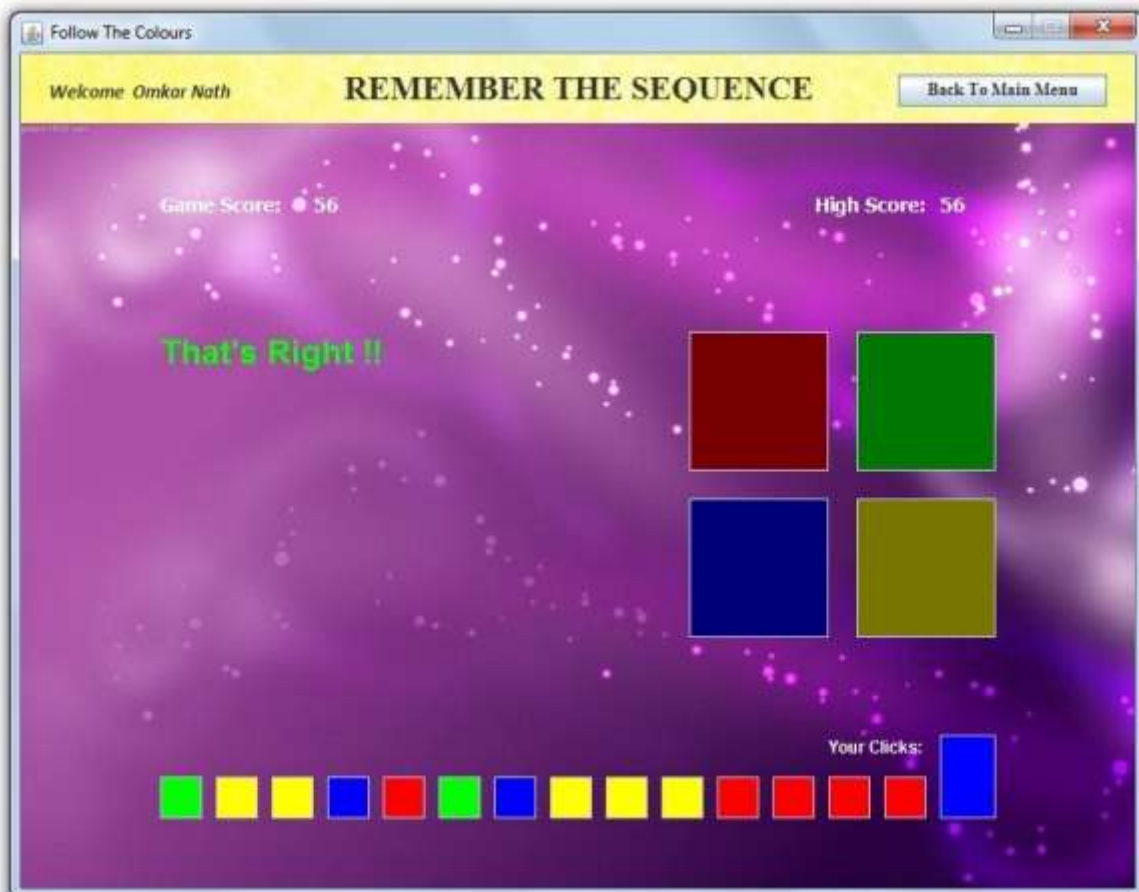 Follow The Colours
Welcome Omkar Nath
REMEMBER THE SEQUENCE
Back To Main Menu
Game Score: 56
High Score: 56
That's Right !!
Your Clicks: